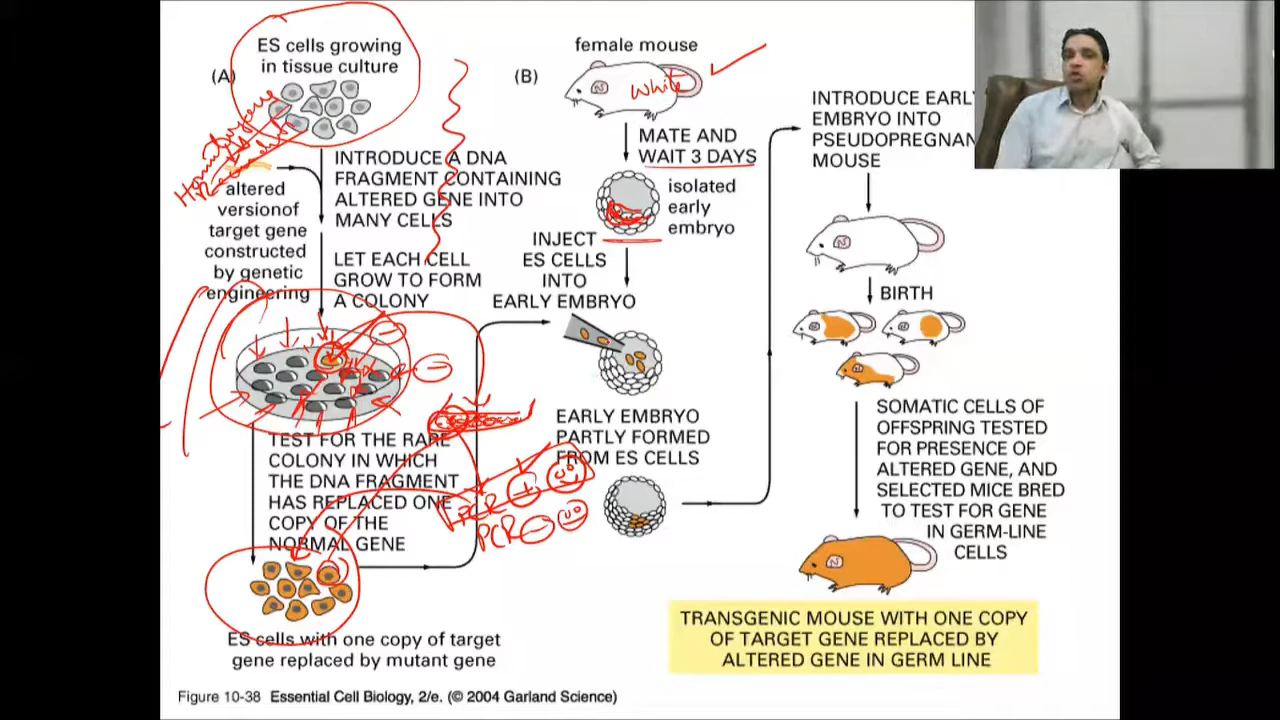 ES cells growing
in tissue culture
(A)
Homologous
Recombination
altered
versionof
target gene
constructed
by genetic
engineering
INTRODUCE A DNA
FRAGMENT CONTAINING
ALTERED GENE INTO
MANY CELLS
LET EACH CELL
GROW TO FORM
A COLONY
TEST FOR THE RARE
COLONY IN WHICH
THE DNA FRAGMENT
HAS REPLACED ONE
COPY OF THE
NORMAL GENE
PCR +
PCR −
ES cells with one copy of target
gene replaced by mutant gene
(B)
female mouse
white
MATE AND
WAIT 3 DAYS
isolated
early
embryo
INJECT
ES CELLS
INTO
EARLY EMBRYO
EARLY EMBRYO
PARTLY FORMED
FROM ES CELLS
INTRODUCE EARLY
EMBRYO INTO
PSEUDOPREGNAN
MOUSE
BIRTH
SOMATIC CELLS OF
OFFSPRING TESTED
FOR PRESENCE OF
ALTERED GENE, AND
SELECTED MICE BRED
TO TEST FOR GENE
IN GERM-LINE
CELLS
TRANSGENIC MOUSE WITH ONE COPY
OF TARGET GENE REPLACED BY
ALTERED GENE IN GERM LINE
Figure 10-38 Essential Cell Biology, 2/e. (© 2004 Garland Science)